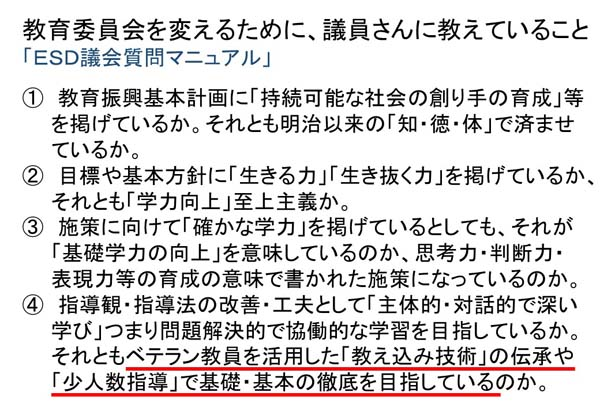 教育委員会を変えるために、議員さんに教えていること
「ＥＳＤ議会質問マニュアル」
① 教育振興基本計画に「持続可能な社会の創り手の育成」等
を掲げているか。それとも明治以来の「知・徳・体」で済ませ
ているか。
② 目標や基本方針に「生きる力」「生き抜く力」を掲げているか、
それとも「学力向上」至上主義か。
③ 施策に向けて「確かな学力」を掲げているとしても、それが
「基礎学力の向上」を意味しているのか、思考力・判断力・
表現力等の育成の意味で書かれた施策になっているのか。
④ 指導観・指導法の改善・工夫として「主体的・対話的で深い
学び」つまり問題解決的で協働的な学習を目指しているか。
それともベテラン教員を活用した「教え込み技術」の伝承や
「少人数指導」で基礎・基本の徹底を目指しているのか。